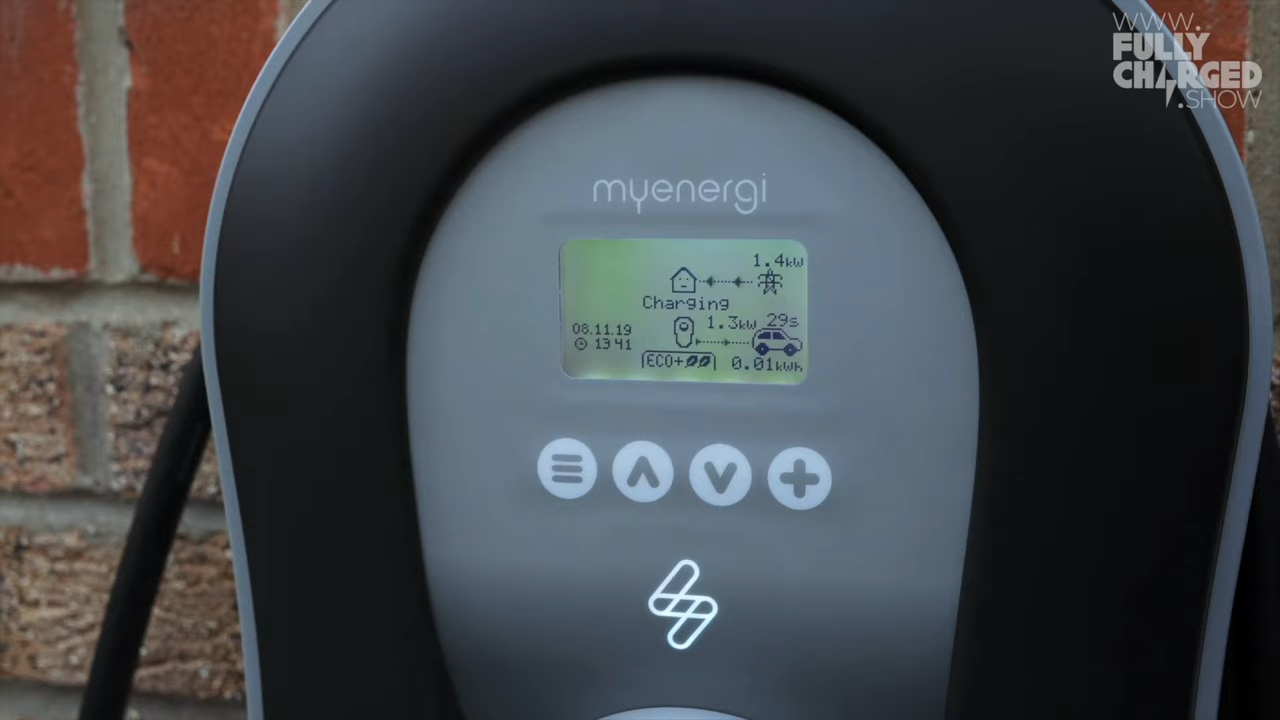 WWW.
FULLY
CHARGED
.SHOW
myenergi
1.4kW
Charging
08.11.19
1.3kW 29s
13:41
ECO+
0.01kWh